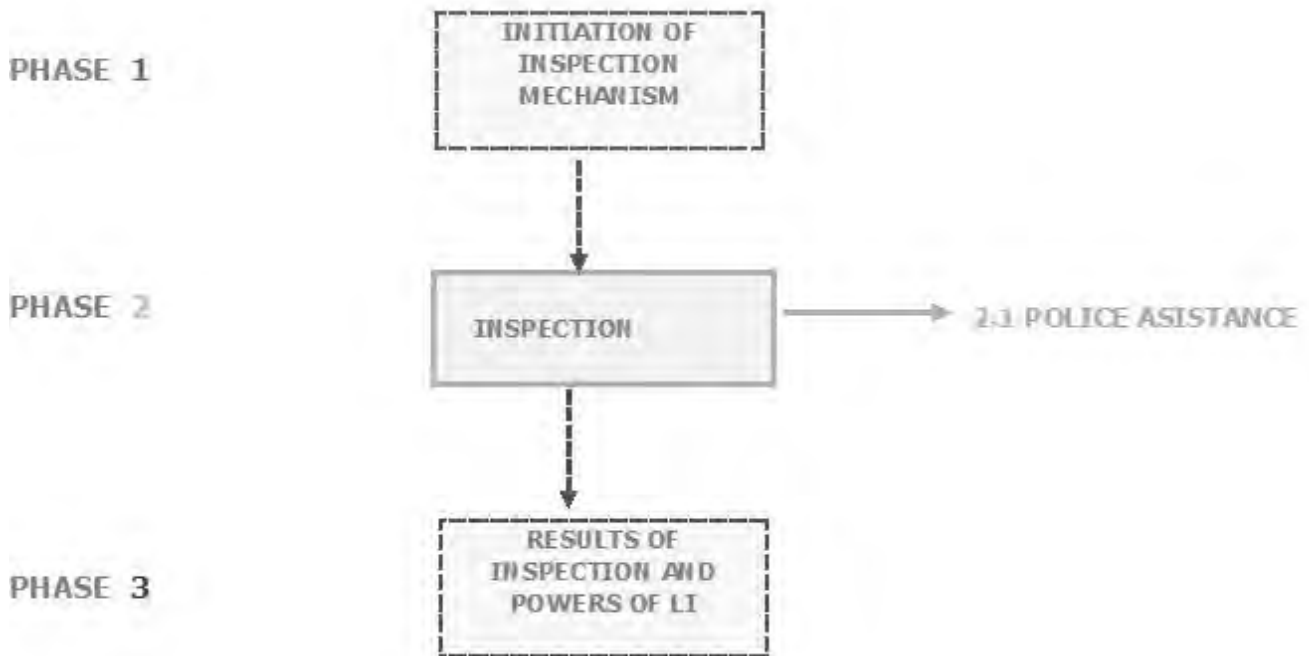 PHASE 1
INITIATION OF
INSPECTION
MECHANISM
PHASE 2
INSPECTION
2.1 POLICE ASISTANCE
PHASE 3
RESULTS OF
INSPECTION AND
POWERS OF LI